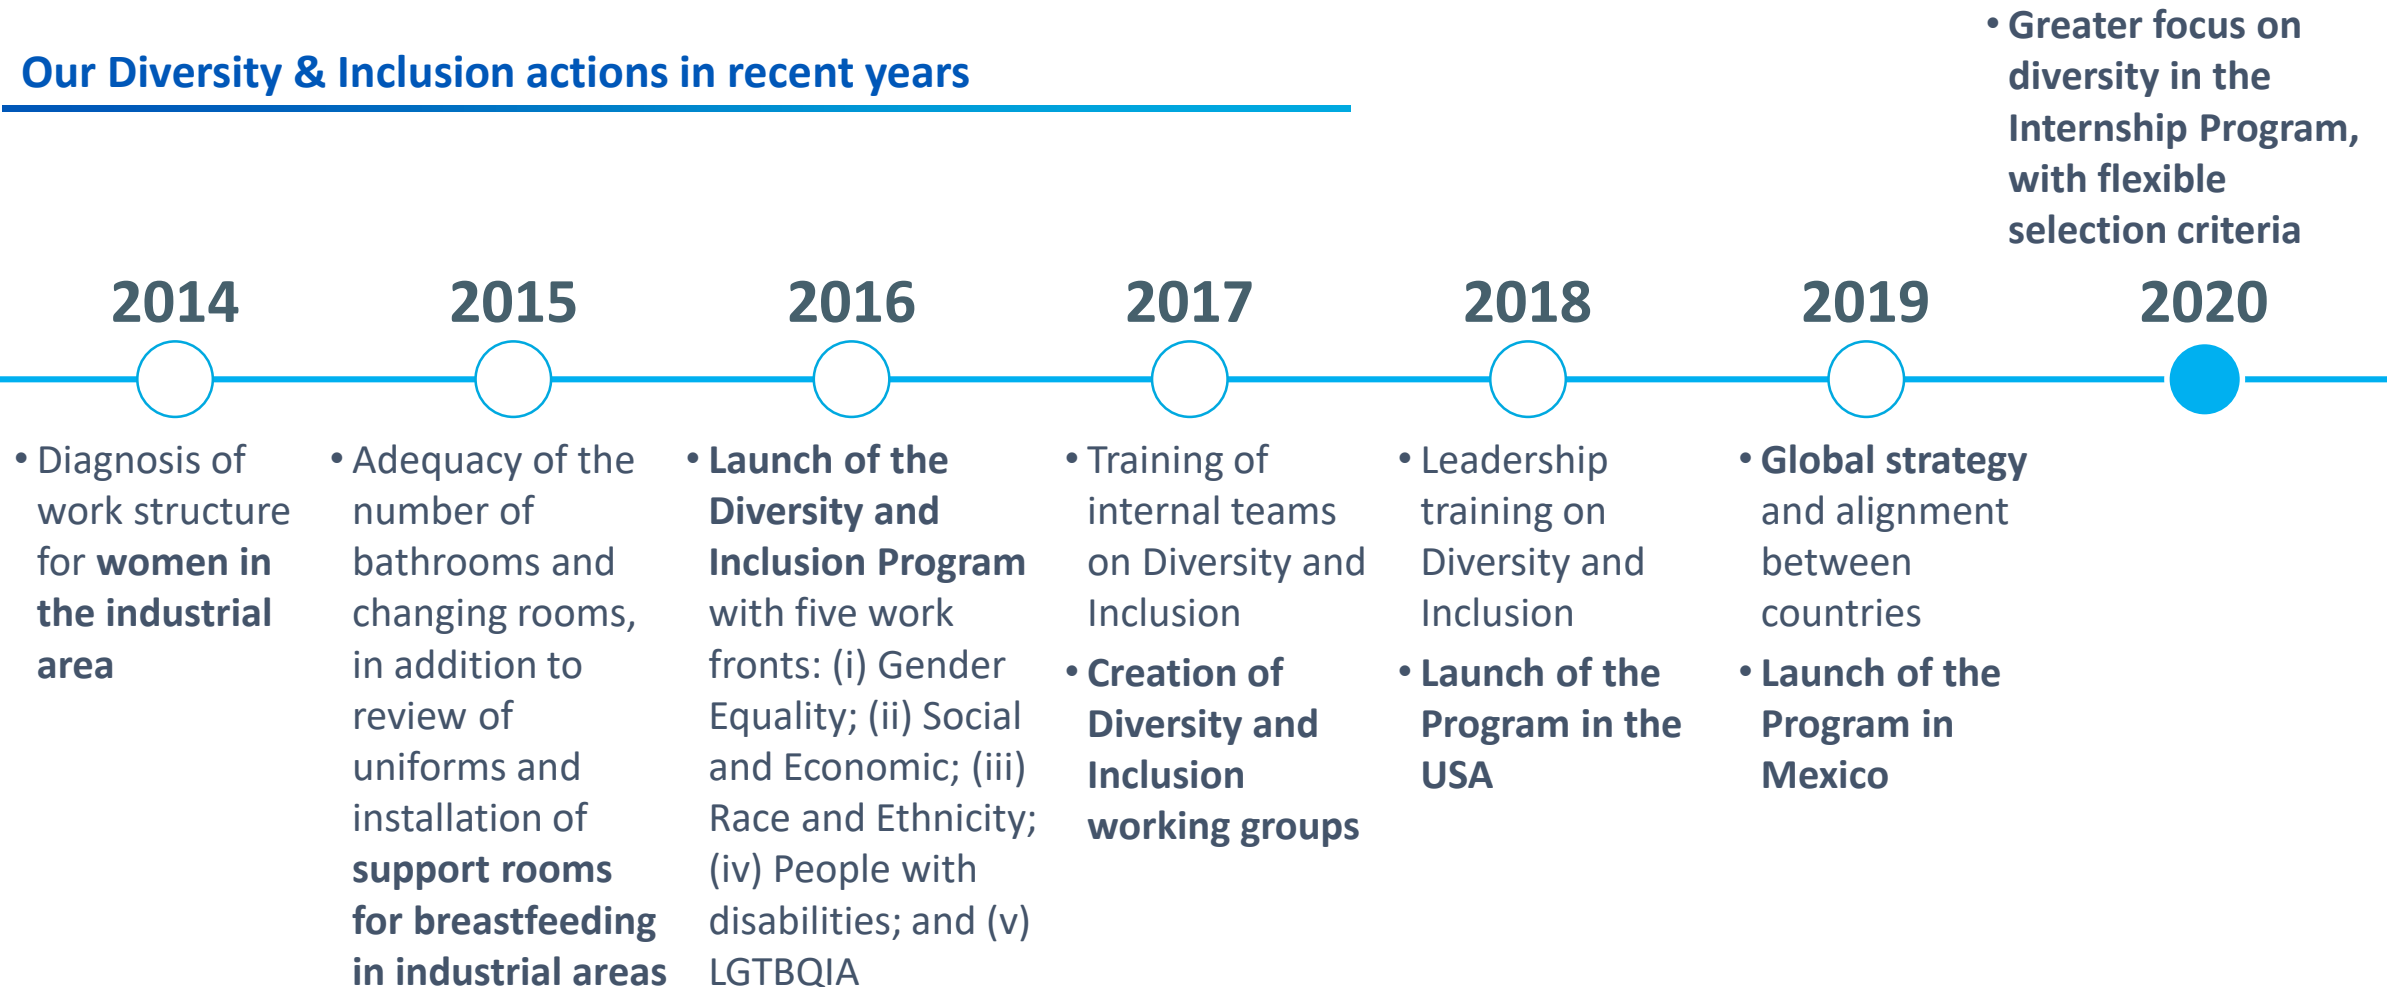 Our Diversity & Inclusion actions in recent years
• Greater focus on
diversity in the
Internship Program,
with flexible
selection criteria
2014
2015
2016
2017
2018
2019
2020
• Diagnosis of
work structure
for women in
the industrial
area
• Adequacy of the
number of
bathrooms and
changing rooms,
in addition to
review of
uniforms and
installation of
support rooms
for breastfeeding
in industrial areas
• Launch of the
Diversity and
Inclusion Program
with five work
fronts: (i) Gender
Equality; (ii) Social
and Economic; (iii)
Race and Ethnicity;
(iv) People with
disabilities; and (v)
LGTBQIA
• Training of
internal teams
on Diversity and
Inclusion
• Creation of
Diversity and
Inclusion
working groups
• Leadership
training on
Diversity and
Inclusion
• Launch of the
Program in the
USA
• Global strategy
and alignment
between
countries
• Launch of the
Program in
Mexico